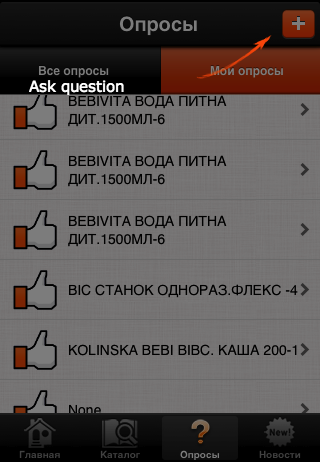 Опросы
+
Все опросы
Мои опросы
Ask question
BEBIVITA ВОДА ПИТНА
ДИТ.1500МЛ-6
BEBIVITA ВОДА ПИТНА
ДИТ.1500МЛ-6
BEBIVITA ВОДА ПИТНА
ДИТ.1500МЛ-6
BIC СТАНОК ОДНОРАЗ.ФЛЕКС -4
KOLINSKA BEBI ВІВС. КАША 200-1
None
New!
Главная
Каталог
?
Опросы
Новости